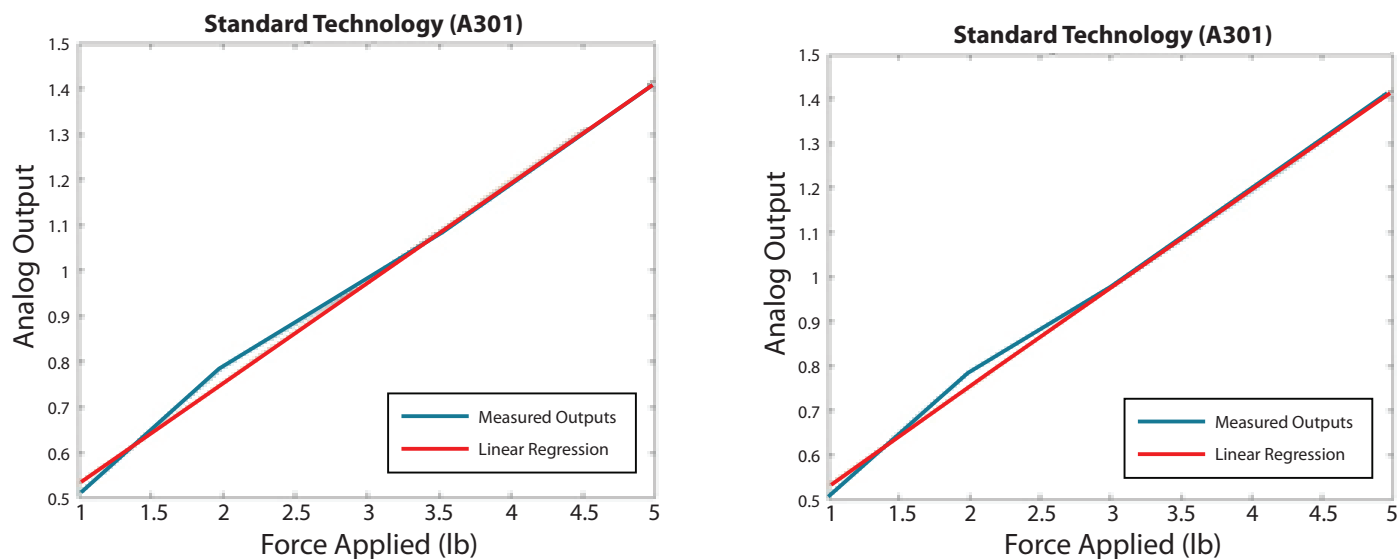 Standard Technology (A301)
1.5
1.4
1.3
1.2
1.1
1
0.9
0.8
0.7
0.6
0.5
Analog Output
Measured Outputs
Linear Regression
1 1.5 2 2.5 3 3.5 4 4.5 5
Force Applied (lb)
Standard Technology (A301)
1.5
1.4
1.3
1.2
1.1
1
0.9
0.8
0.7
0.6
0.5
Analog Output
Measured Outputs
Linear Regression
1 1.5 2 2.5 3 3.5 4 4.5 5
Force Applied (lb)